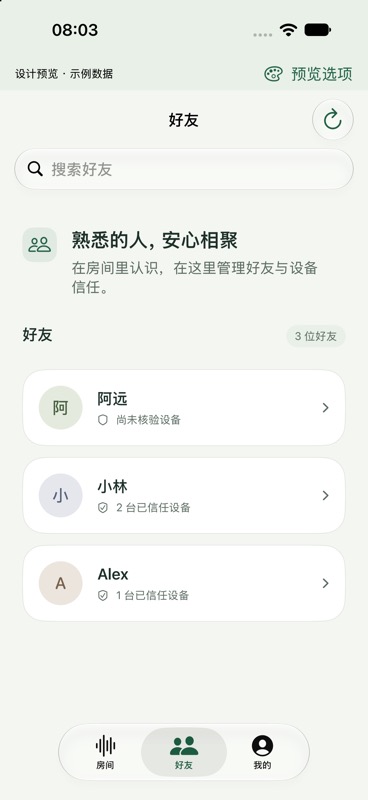 08:03
设计预览 · 示例数据
预览选项
好友
搜索好友
熟悉的人，安心相聚
在房间里认识，在这里管理好友与设备
信任。
好友
3 位好友
阿
阿远
尚未核验设备
小
小林
2 台已信任设备
A
Alex
1 台已信任设备
房间
好友
我的